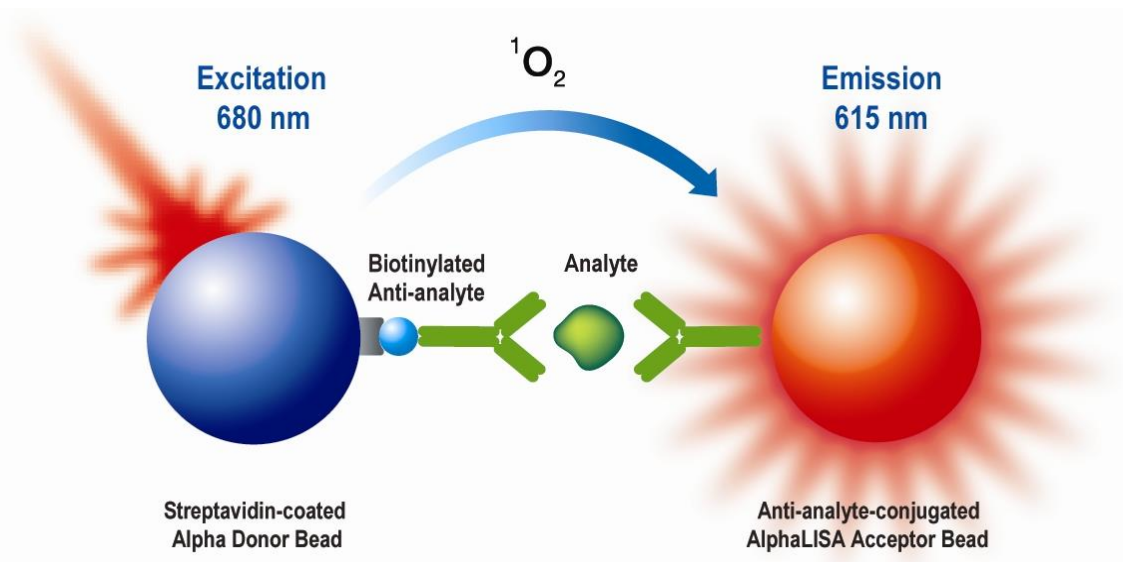 Excitation
680 nm
¹O₂
Emission
615 nm
Biotinylated
Anti-analyte
Analyte
Streptavidin-coated
Alpha Donor Bead
Anti-analyte-conjugated
AlphaLISA Acceptor Bead